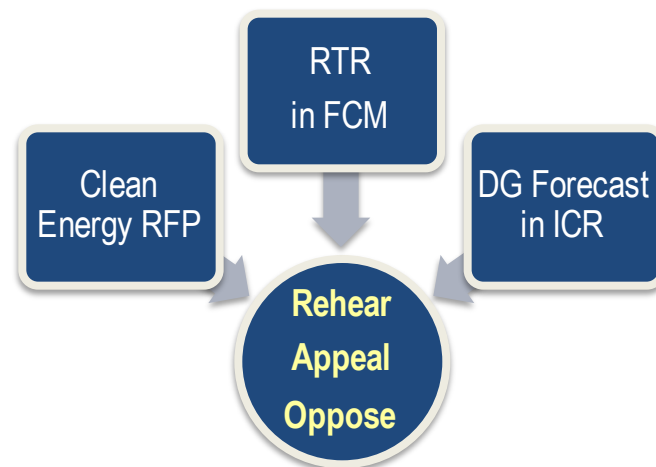 RTR
in FCM
Clean
Energy RFP
DG Forecast
in ICR
Rehear
Appeal
Oppose